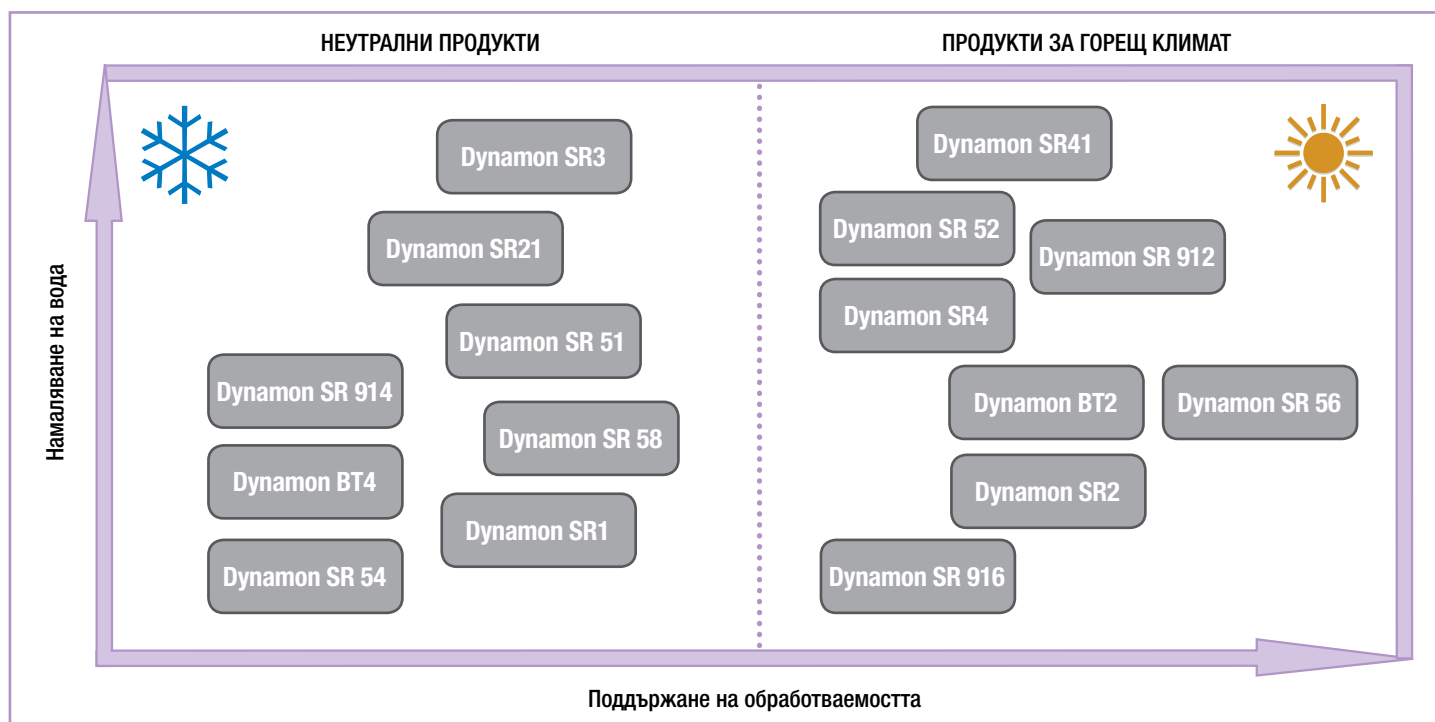 НЕУТРАЛНИ ПРОДУКТИ
ПРОДУКТИ ЗА ГОРЕЩ КЛИМАТ
Намаляване на вода
Dynamon SR3
Dynamon SR21
Dynamon SR 51
Dynamon SR 914
Dynamon SR 58
Dynamon BT4
Dynamon SR1
Dynamon SR 54
Dynamon SR41
Dynamon SR 52
Dynamon SR 912
Dynamon SR4
Dynamon BT2
Dynamon SR 56
Dynamon SR2
Dynamon SR 916
Поддържане на обработваемостта